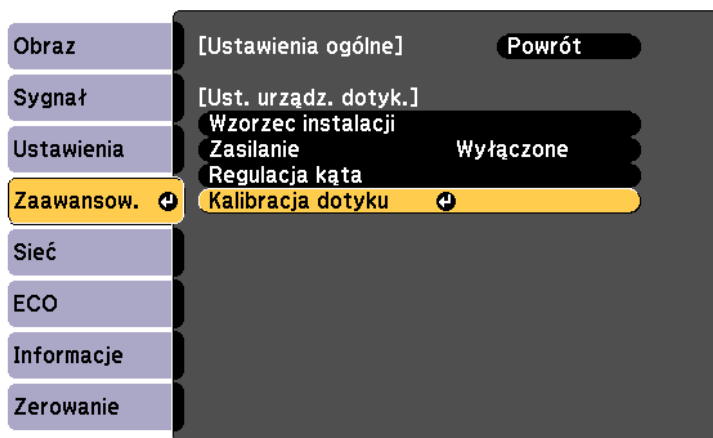 Obraz
Sygnał
Ustawienia
Zaawansow.
Sieć
ECO
Informacje
Zerowanie
[Ustawienia ogólne] Powrót
[Ust. urządz. dotyk.]
Wzorzec instalacji
Zasilanie Wyłączone
Regulacja kąta
Kalibracja dotyku